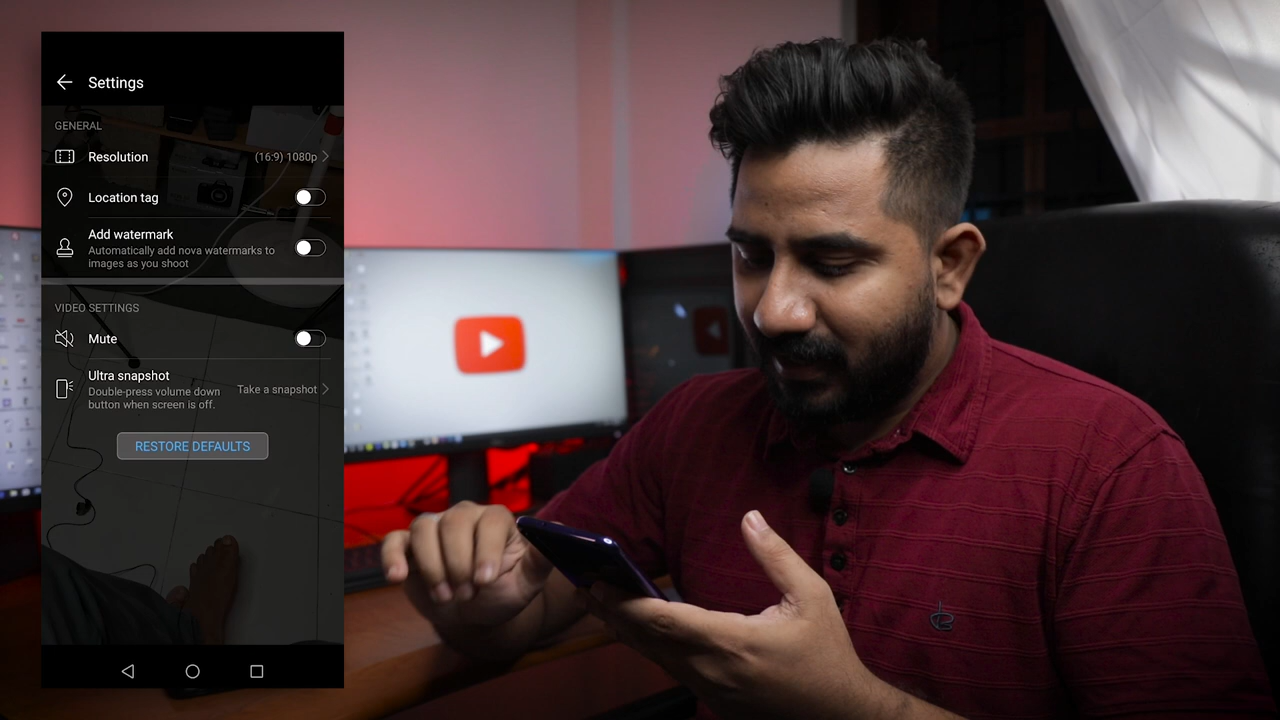 Settings
GENERAL
Resolution
(16:9) 1080p
Location tag
Add watermark
Automatically add nova watermarks to
images as you shoot
VIDEO SETTINGS
Mute
Ultra snapshot
Double-press volume down
button when screen is off.
Take a snapshot
RESTORE DEFAULTS